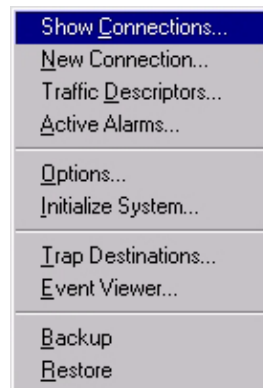 Show Connections...
New Connection...
Traffic Descriptors...
Active Alarms...
Options...
Initialize System...
Trap Destinations...
Event Viewer...
Backup
Restore